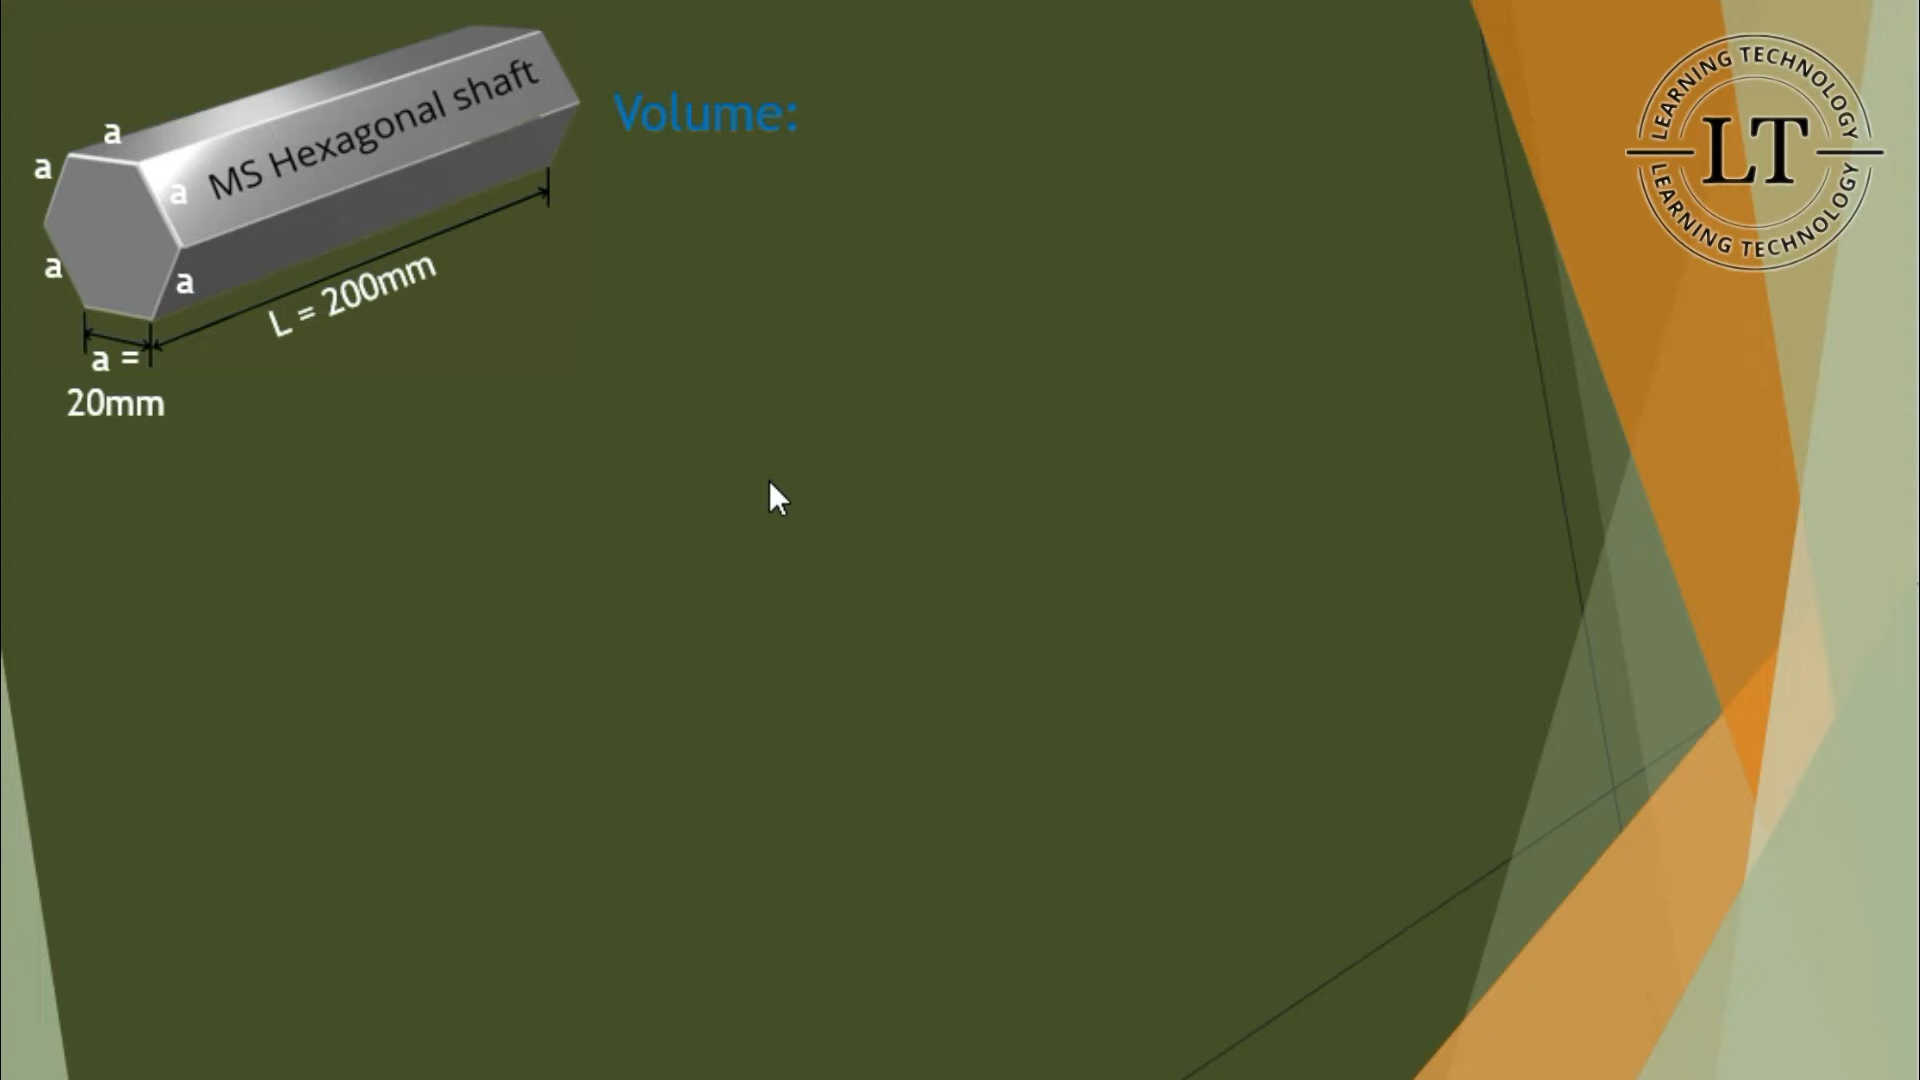 MS Hexagonal shaft
Volume:
a
a
a
a
a
L = 200mm
a =
20mm
LEARNING TECHNOLOGY
LT
LEARNING TECHNOLOGY